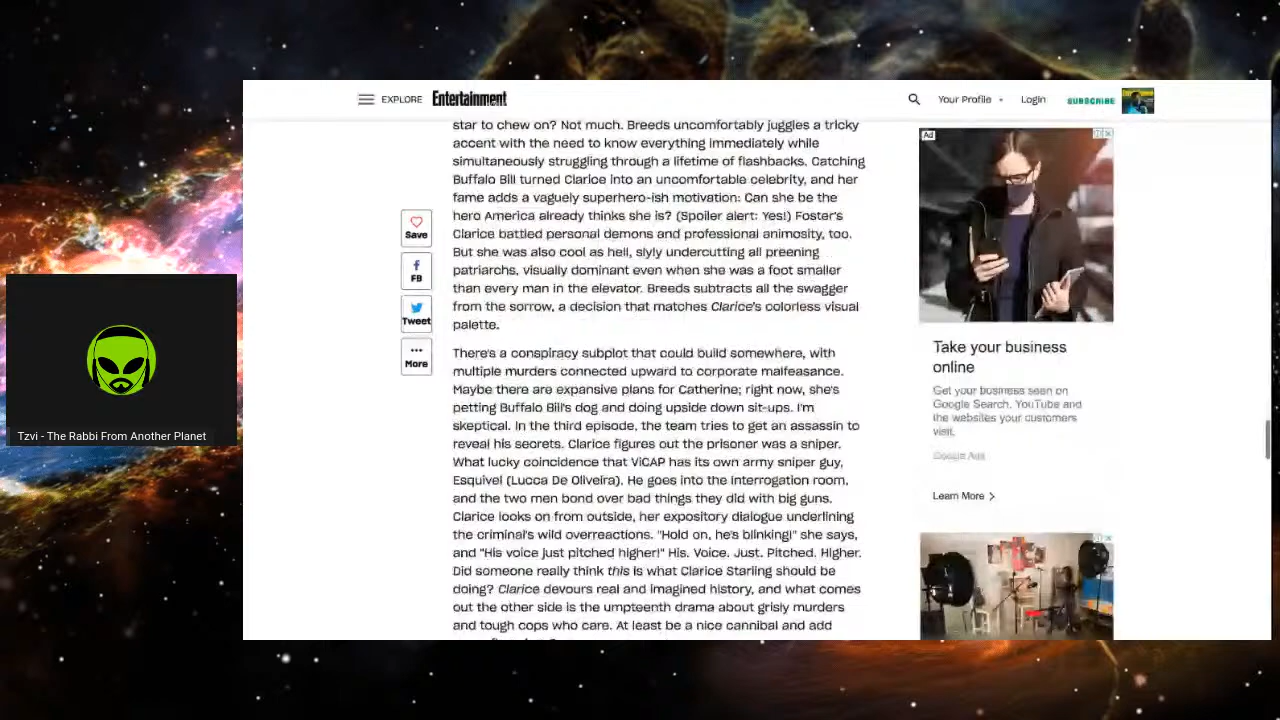 EXPLORE
Entertainment
Your Profile
Login
SUBSCRIBE
star to chew on? Not much. Breeds uncomfortably juggles a tricky
accent with the need to know everything immediately while
simultaneously struggling through a lifetime of flashbacks. Catching
Buffalo Bill turned Clarice into an uncomfortable celebrity, and her
fame adds a vaguely superhero-ish motivation: Can she be the
hero America already thinks she is? (Spoiler alert: Yes!) Foster's
Clarice battled personal demons and professional animosity, too.
But she was also cool as hell, slyly undercutting all preening
patriarchs, visually dominant even when she was a foot smaller
than every man in the elevator. Breeds subtracts all the swagger
from the sorrow, a decision that matches Clarice's colorless visual
palette.
There's a conspiracy subplot that could build somewhere, with
multiple murders connected upward to corporate malfeasance.
Maybe there are expansive plans for Catherine; right now, she's
petting Buffalo Bill's dog and doing upside down sit-ups. I'm
skeptical. In the third episode, the team tries to get an assassin to
reveal his secrets. Clarice figures out the prisoner was a sniper.
What lucky coincidence that ViCAP has its own army sniper guy,
Esquivel (Lucca De Oliveira). He goes into the interrogation room,
and the two men bond over bad things they did with big guns.
Clarice looks on from outside, her expository dialogue underlining
the criminal's wild overreactions. "Hold on, he's blinking!" she says,
and "His voice just pitched higher!" His. Voice. Just. Pitched. Higher.
Did someone really think this is what Clarice Starling should be
doing? Clarice devours real and imagined history, and what comes
out the other side is the umpteenth drama about grisly murders
and tough cops who care. At least be a nice cannibal and add
Save
FB
Tweet
More
Ad
Take your business
online
Get your business seen on
Google Search, YouTube and
the websites your customers
visit.
Google Ads
Learn More
Tzvi - The Rabbi From Another Planet